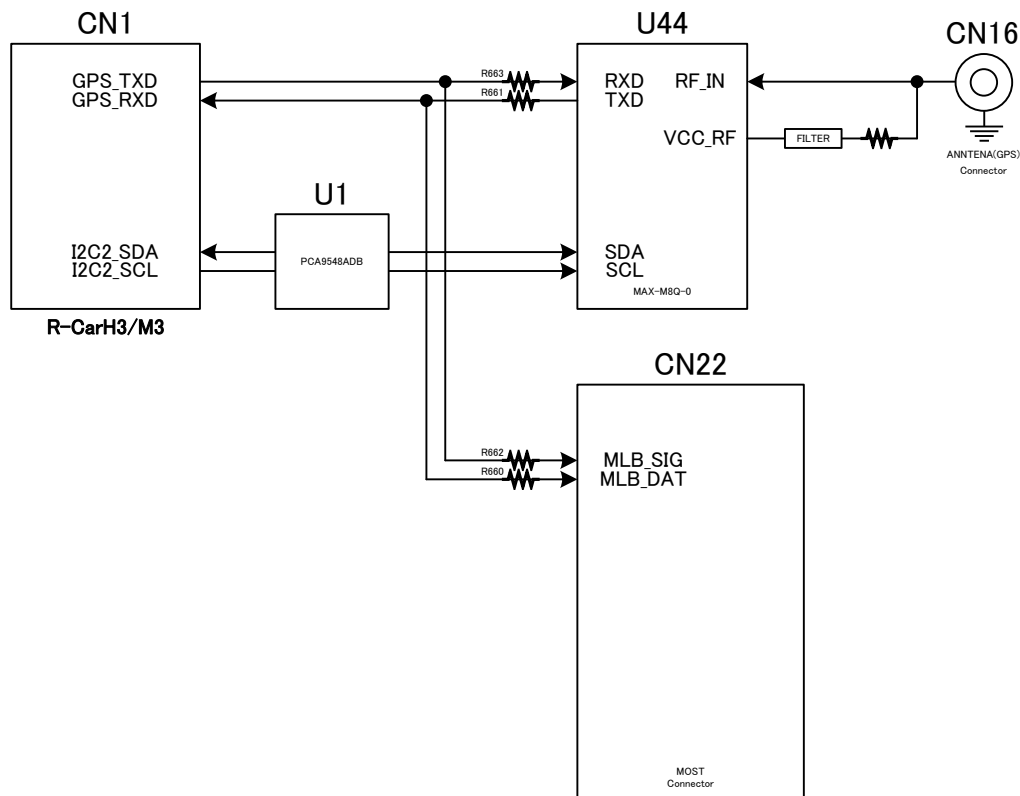 CN1
GPS_TXD
GPS_RXD
I2C2_SDA
I2C2_SCL
R-CarH3/M3
U1
PCA9548ADB
R663
R661
U44
RXD
TXD
RF_IN
VCC_RF
SDA
SCL
MAX-M8Q-0
FILTER
CN16
ANNTENA(GPS)
Connector
CN22
R662
R660
MLB_SIG
MLB_DAT
MOST
Connector